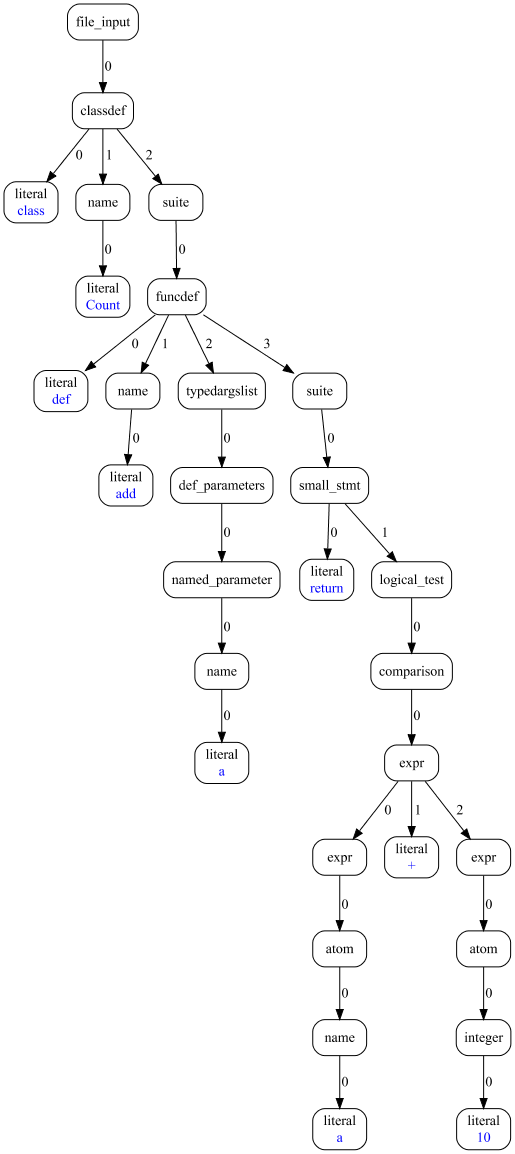 file_input
0
classdef
0
1
2
literal
class
name
suite
0
0
literal
Count
funcdef
0
1
2
3
literal
def
name
typedargslist
suite
0
0
0
literal
add
def_parameters
small_stmt
0
0
1
named_parameter
literal
return
logical_test
0
0
name
comparison
0
0
literal
a
expr
0
1
2
expr
literal
+
expr
0
0
atom
atom
0
0
name
integer
0
0
literal
a
literal
10